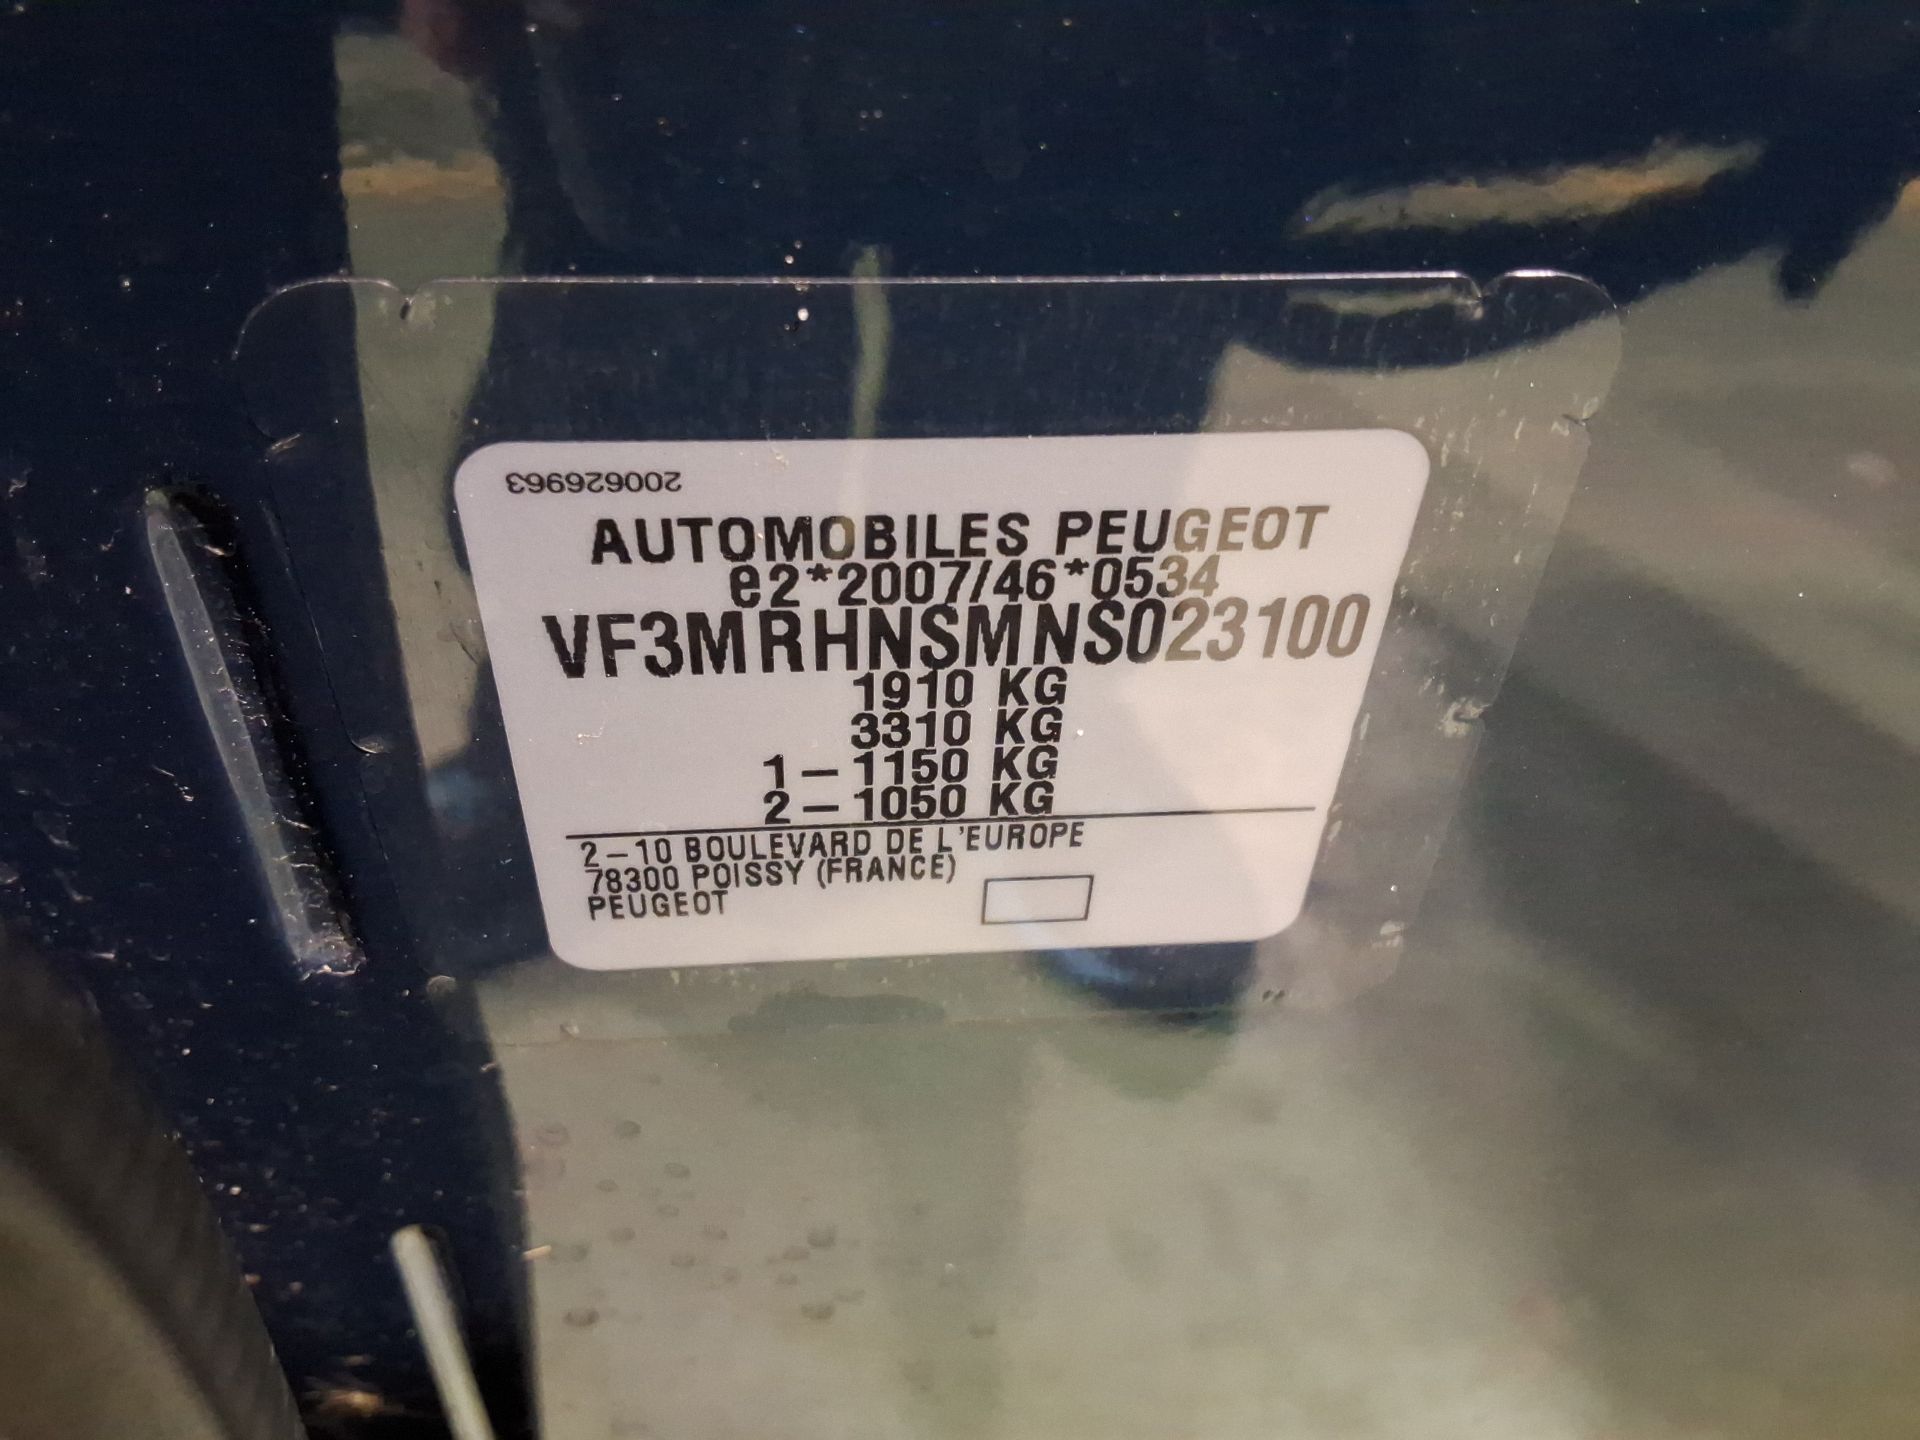 200626963
AUTOMOBILES PEUGEOT
e2*2007/46*0534
VF3MRHNSMNS023100
1910 KG
3310 KG
1-1150 KG
2-1050 KG
2-10 BOULEVARD DE L'EUROPE
78300 POISSY (FRANCE)
PEUGEOT